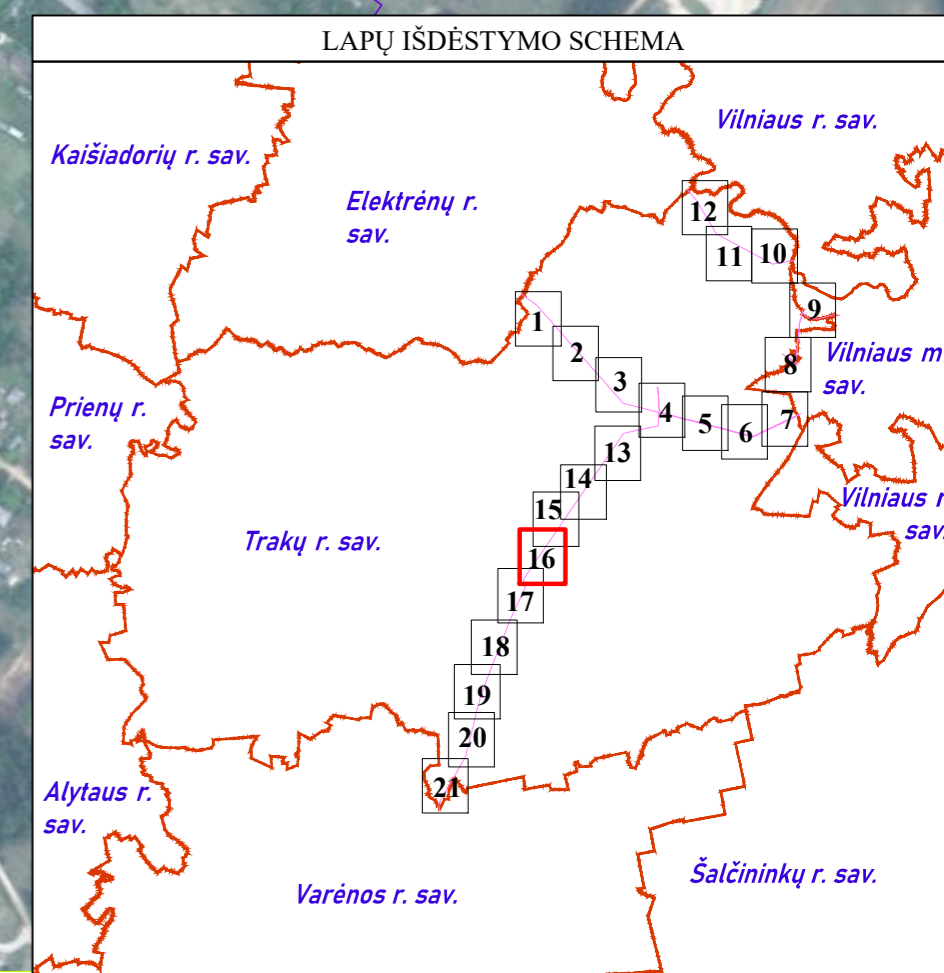 LAPŲ IŠDĖSTYMO SCHEMA
Vilniaus r. sav.
Kaišiadorių r. sav.
Elektrėnų r.
sav.
12
11
10
9
1
2
Vilniaus m
sav.
8
3
Prienų r.
sav.
4
5
6
7
13
14
Vilniaus r
sav.
15
Trakų r. sav.
16
17
18
19
20
21
Alytaus r.
sav.
Varėnos r. sav.
Šalčininkų r. sav.